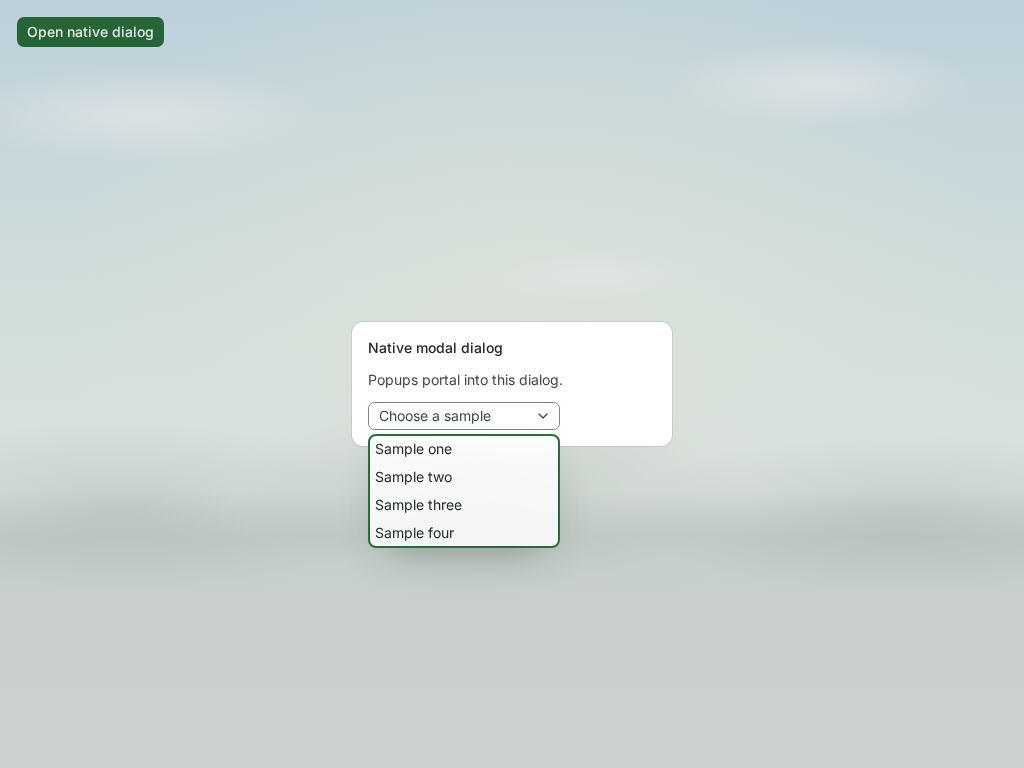 Open native dialog
Native modal dialog
Popups portal into this dialog.
Choose a sample
Sample one
Sample two
Sample three
Sample four